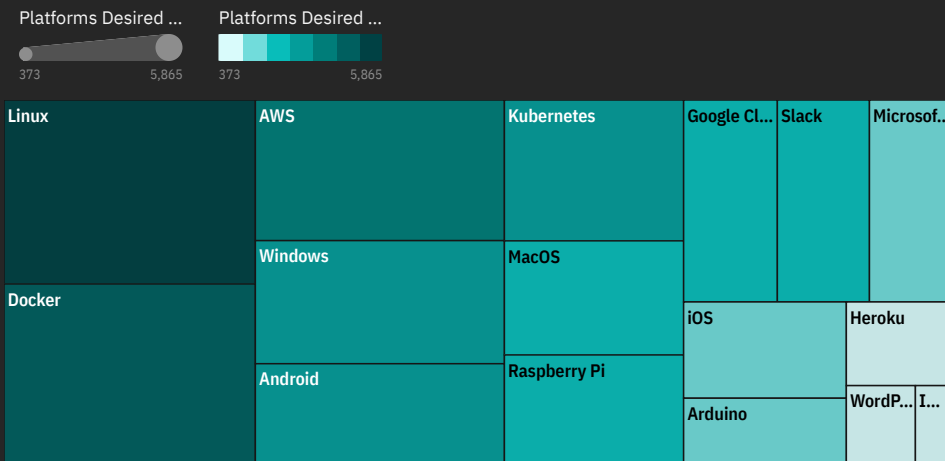 Platforms Desired ...
373 5,865
Platforms Desired ...
373 5,865
Linux
AWS
Kubernetes
Google Cl...
Slack
Microsof...
Windows
MacOS
Docker
iOS
Heroku
Android
Raspberry Pi
WordP...
I...
Arduino